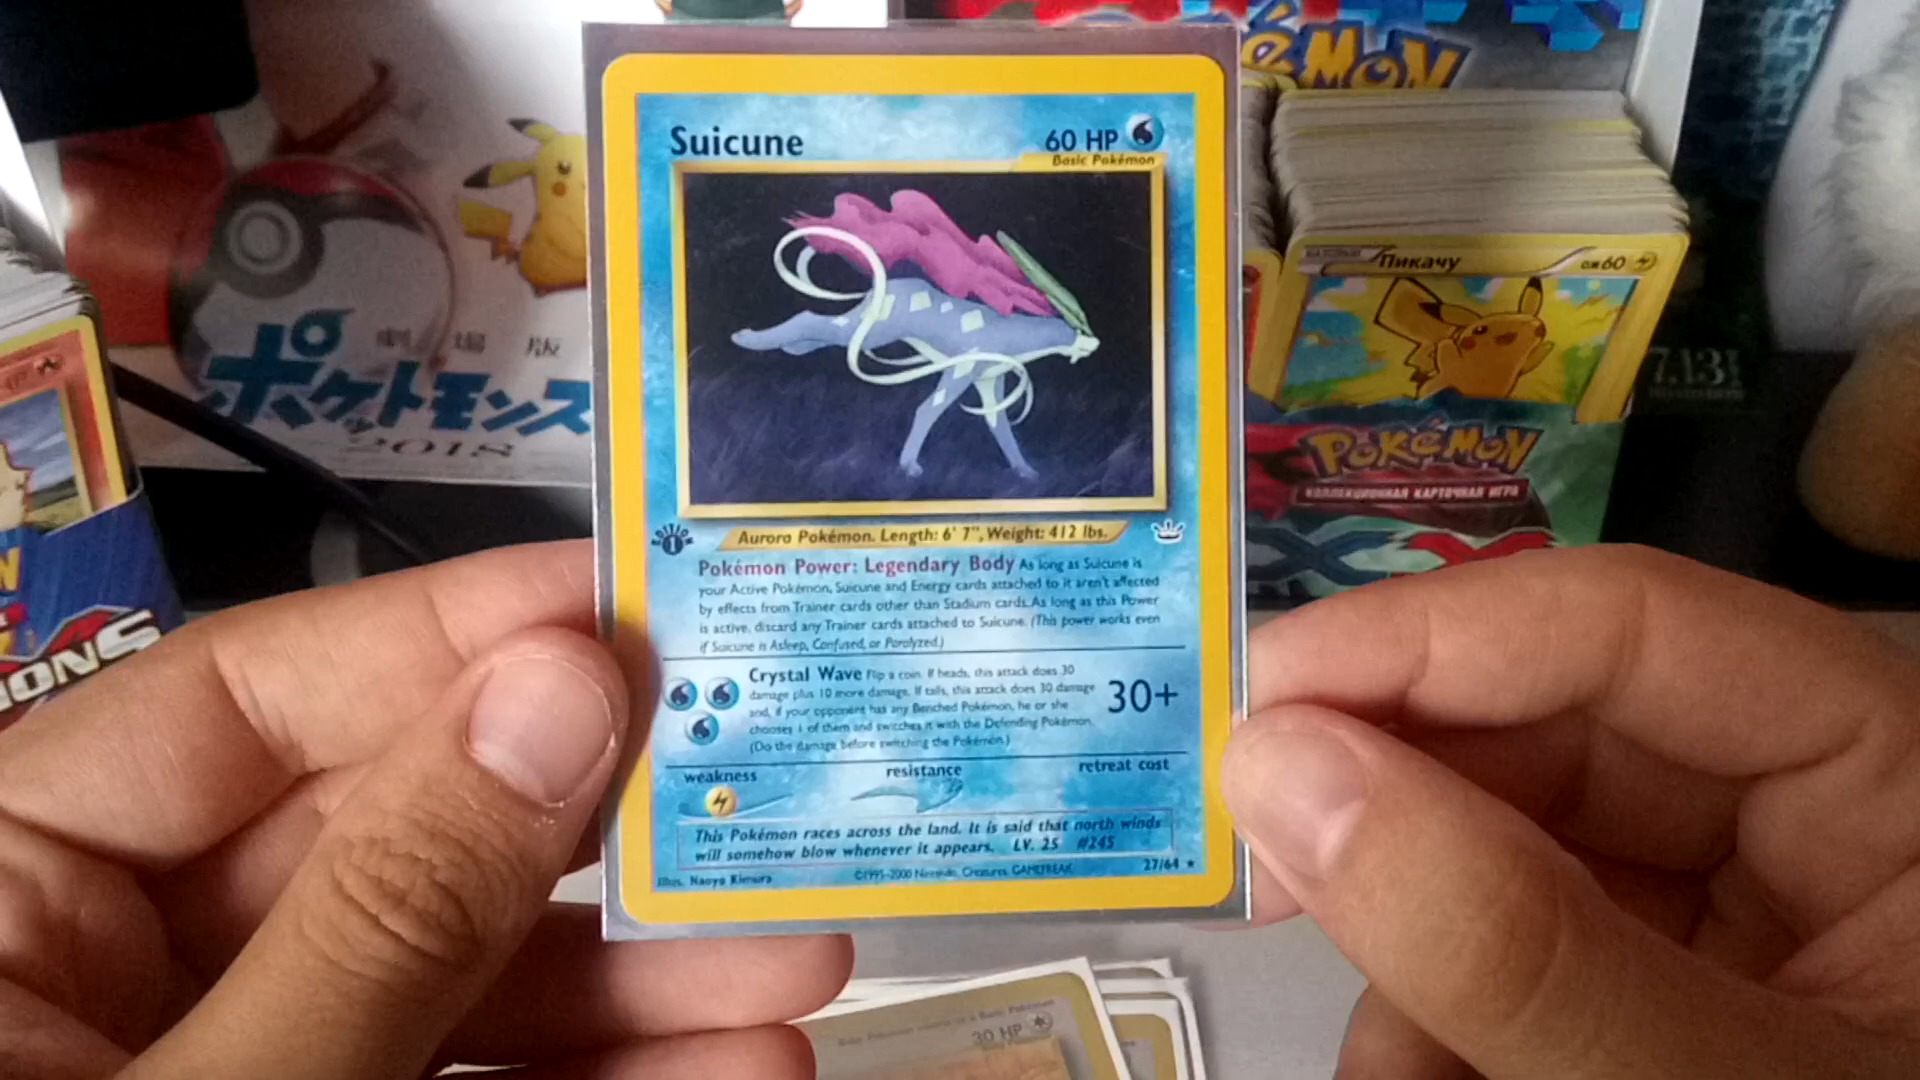 Suicune
60 HP
Basic Pokémon
EDITION
1
Aurora Pokémon. Length: 6' 7", Weight: 412 lbs.
Pokémon Power: Legendary Body As long as Suicune is
your Active Pokémon, Suicune and Energy cards attached to it aren't affected
by effects from Trainer cards other than Stadium cards. As long as this Power
is active, discard any Trainer cards attached to Suicune. (This power works even
if Suicune is Asleep, Confused, or Paralyzed.)
Crystal Wave Flip a coin. If heads, this attack does 30
damage plus 10 more damage. If tails, this attack does 30 damage
and, if your opponent has any Benched Pokémon, he or she
chooses 1 of them and switches it with the Defending Pokémon.
(Do the damage before switching the Pokémon.)
30+
weakness
resistance
retreat cost
This Pokémon races across the land. It is said that north winds
will somehow blow whenever it appears. LV. 25 #245
Illus. Naoyo Kimura
©1995-2000 Nintendo, Creatures, GAMEFREAK.
27/64
劇場版
ポケットモンスター
2018
POKéMON
Пикачу
60
POKéMON
КОЛЛЕКЦИОННАЯ КАРТОЧНАЯ ИГРА
XY
7.13
HP
IONS
30 HP